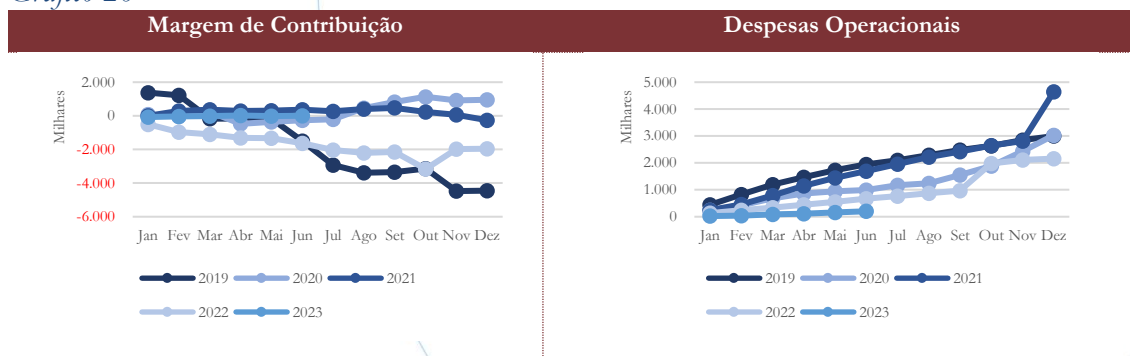 Gráfico 20
Margem de Contribuição
Despesas Operacionais
Milhares
2.000
0
-2.000
-4.000
-6.000
Jan Fev Mar Abr Mai Jun Jul Ago Set Out Nov Dez
2019 2020 2021
2022 2023
Milhares
5.000
4.000
3.000
2.000
1.000
0
Jan Fev Mar Abr Mai Jun Jul Ago Set Out Nov Dez
2019 2020 2021
2022 2023